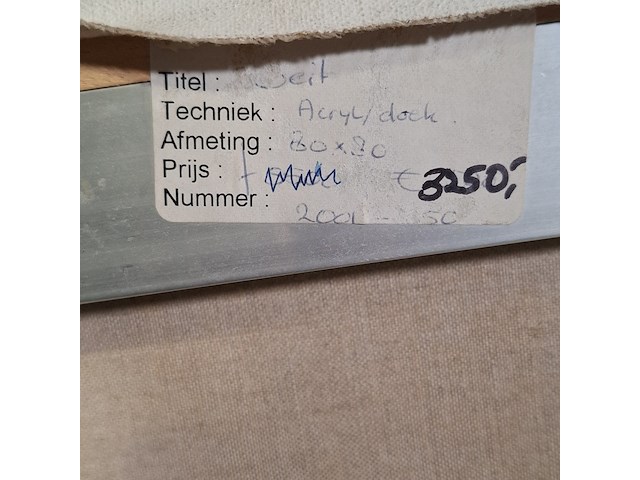 Titel :
Techniek : Acryl/doek.
Afmeting : 80x80
Prijs : € 3250,-
Nummer :